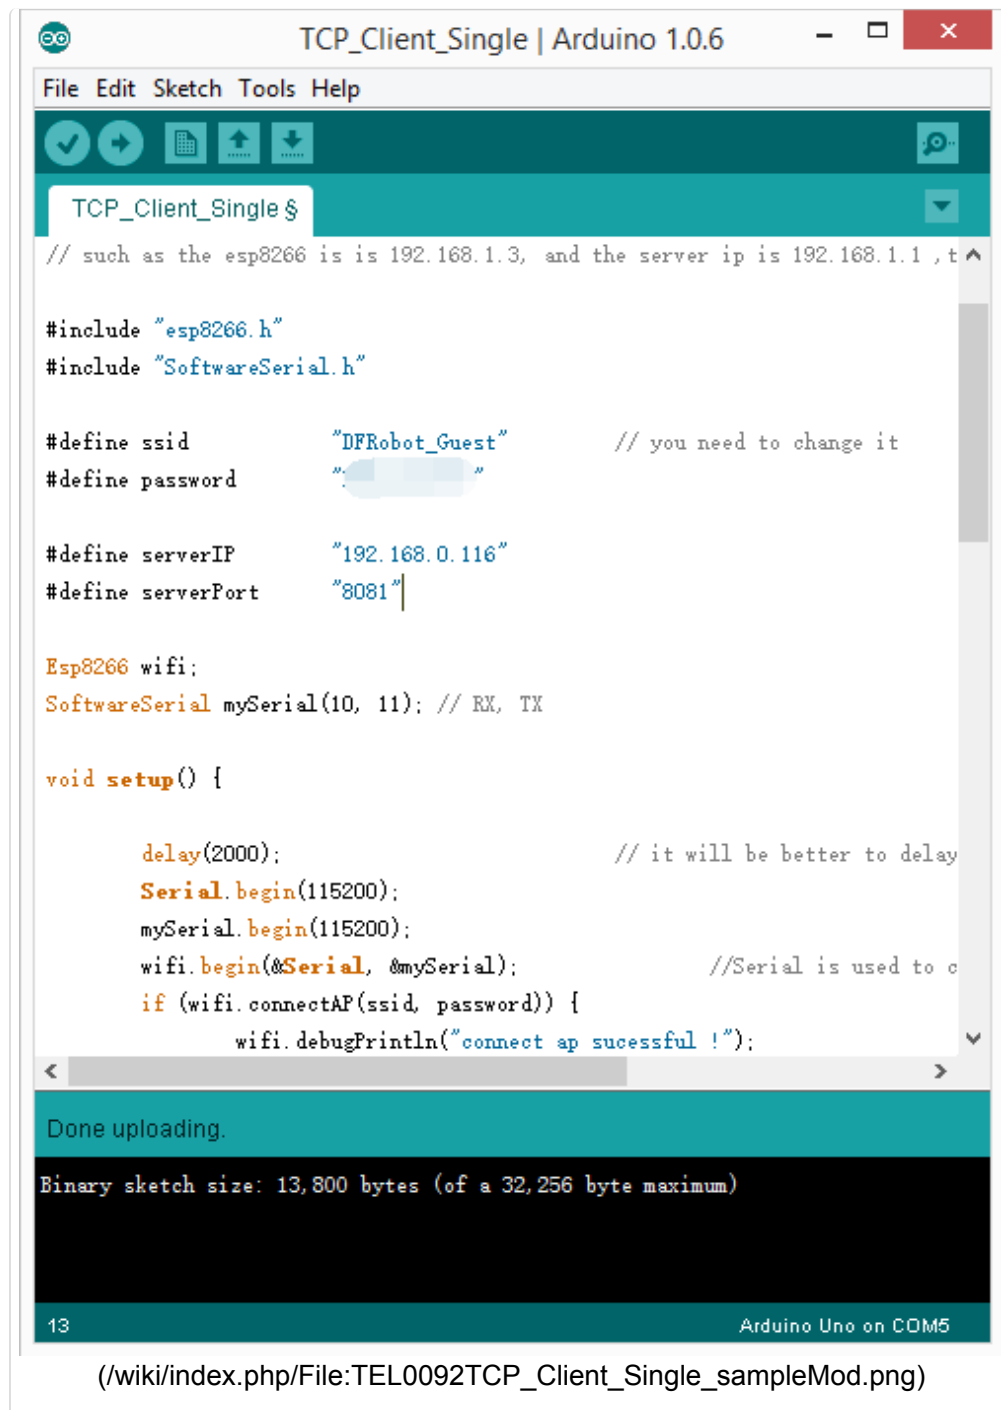 TCP_Client_Single | Arduino 1.0.6
File Edit Sketch Tools Help
TCP_Client_Single §
// such as the esp8266 is is 192.168.1.3, and the server ip is 192.168.1.1 ,t
#include "esp8266.h"
#include "SoftwareSerial.h"
#define ssid "DFRobot_Guest" // you need to change it
#define password "
#define serverIP "192.168.0.116"
#define serverPort "8081"
Esp8266 wifi;
SoftwareSerial mySerial(10, 11); // RX, TX
void setup() {
delay(2000); // it will be better to delay
Serial.begin(115200);
mySerial.begin(115200);
wifi.begin(&Serial, &mySerial); //Serial is used to c
if (wifi.connectAP(ssid, password)) {
wifi.debugPrintln("connect ap sucessful !");
Done uploading.
Binary sketch size: 13,800 bytes (of a 32,256 byte maximum)
13 Arduino Uno on COM5
(/wiki/index.php/File:TEL0092TCP_Client_Single_sampleMod.png)